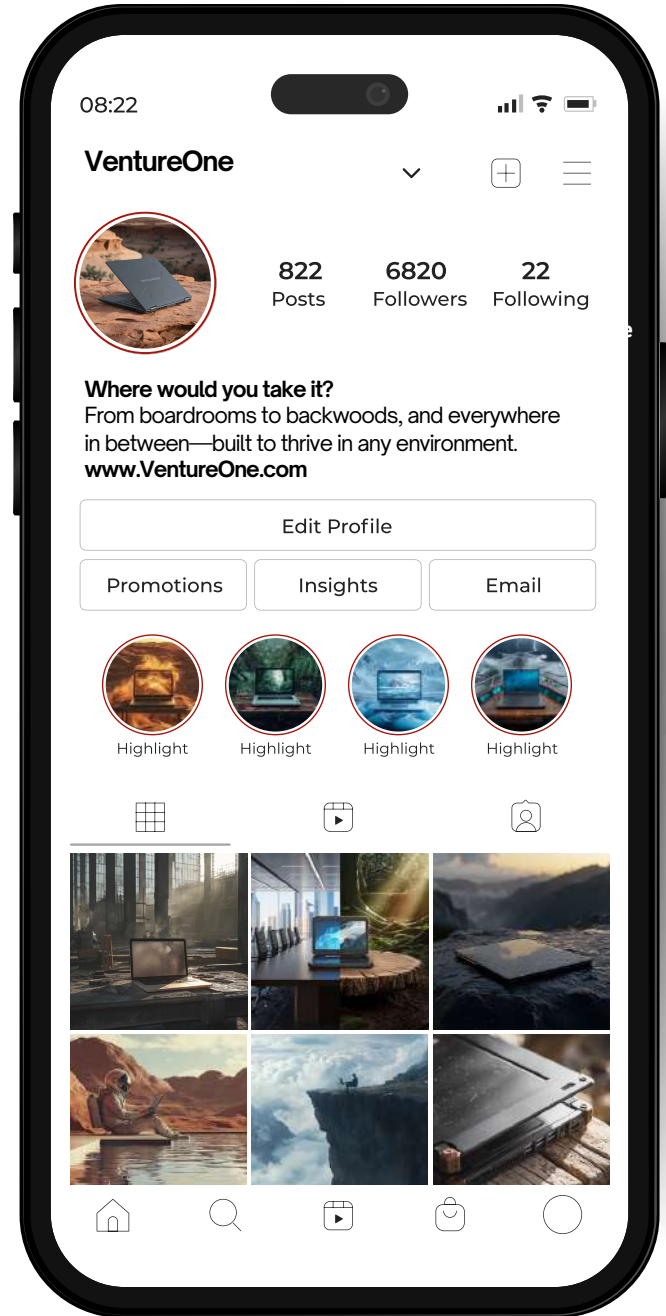 08:22
VentureOne
822 6820 22
Posts Followers Following
e
Where would you take it?
From boardrooms to backwoods, and everywhere
in between—built to thrive in any environment.
www.VentureOne.com
Edit Profile
Promotions Insights Email
Highlight Highlight Highlight Highlight